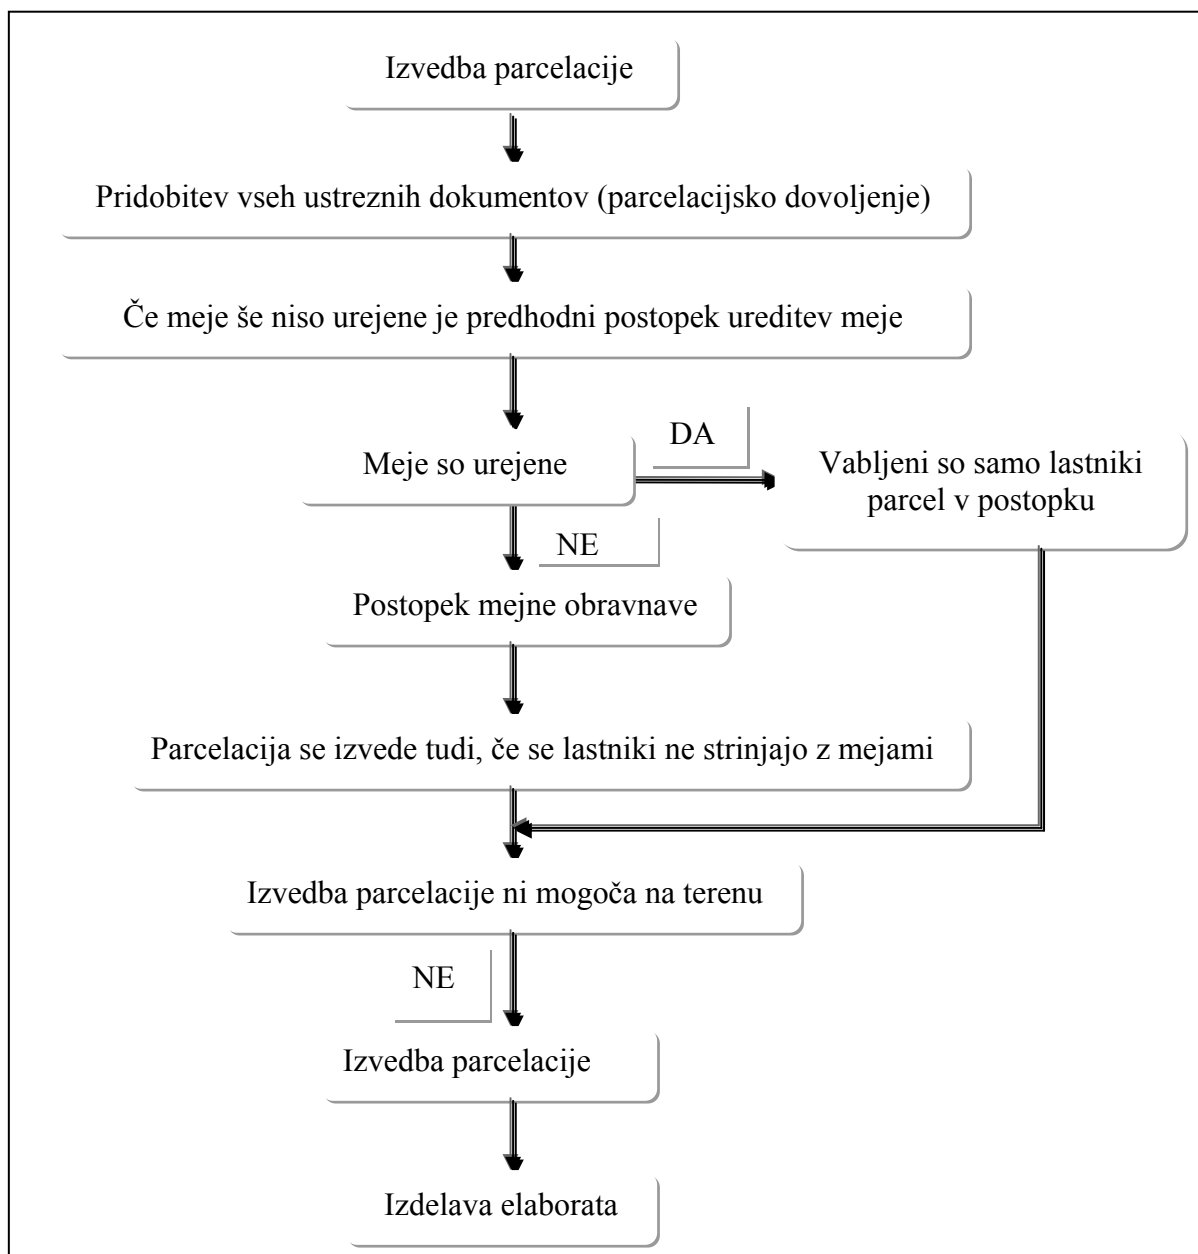 Izvedba parcelacije
Pridobitev vseh ustreznih dokumentov (parcelacijsko dovoljenje)
Če meje še niso urejene je predhodni postopek ureditev meje
DA
Meje so urejene
Vabljeni so samo lastniki
parcel v postopku
NE
Postopek mejne obravnave
Parcelacija se izvede tudi, če se lastniki ne strinjajo z mejami
Izvedba parcelacije ni mogoča na terenu
NE
Izvedba parcelacije
Izdelava elaborata